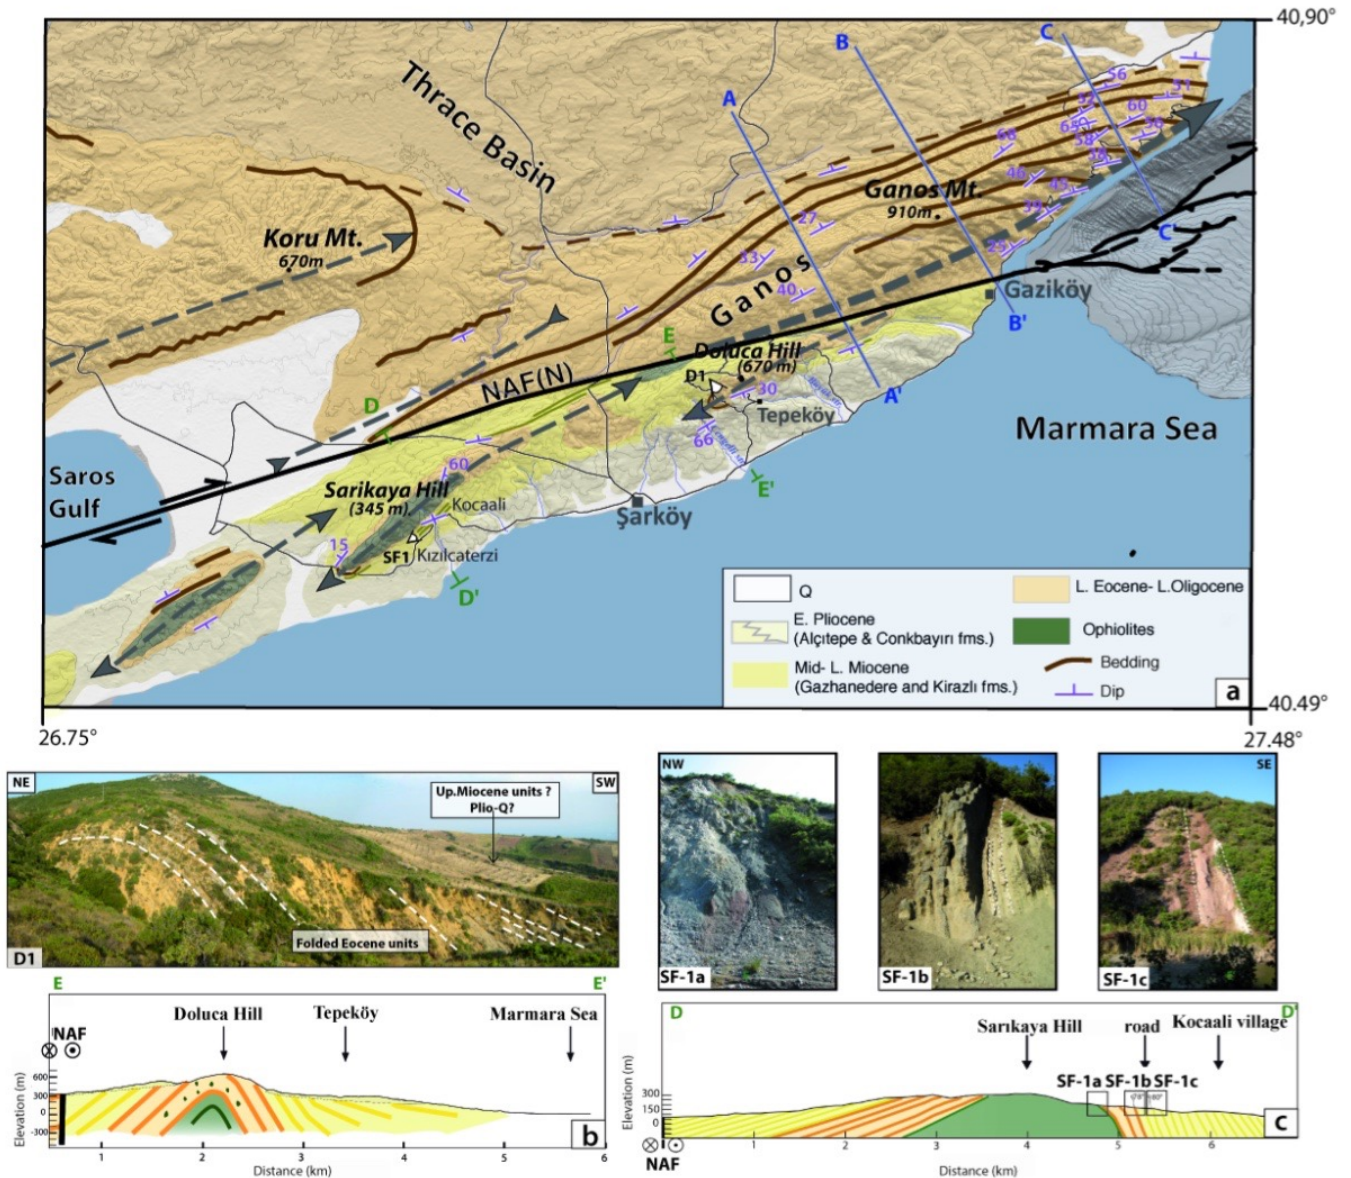 40,90°
Thrace Basin
A
B
C
56
51
60
65
58
68
46
45
39
25
27
33
40
Koru Mt.
670m
Ganos Mt.
910m
Ganos
C'
Gaziköy
B'
E
Doluca Hill
(670 m)
D1
30
Tepeköy
A'
NAF(N)
D
66
Marmara Sea
Saros
Gulf
60
E'
Sarikaya Hill
(345 m)
Kocaali
Şarköy
15
SF1
Kızılcaterzi
D'
Q
E. Pliocene
(Alçıtepe & Conkbayırı fms.)
Mid- L. Miocene
(Gazhanedere and Kirazlı fms.)
L. Eocene- L.Oligocene
Ophiolites
Bedding
Dip
a
40.49°
26.75°
27.48°
NE
SW
Up.Miocene units ?
Plio-Q?
Folded Eocene units
D1
NW
SF-1a
SF-1b
SE
SF-1c
E
E'
Doluca Hill
Tepeköy
Marmara Sea
NAF
Elevation (m)
600
300
0
-300
1 2 3 4 5 6
Distance (km)
b
D
D'
Sarıkaya Hill
road
Kocaali village
SF-1a SF-1b SF-1c
Elevation (m)
300
150
0
1 2 3 4 5 6
NAF
Distance (km)
c